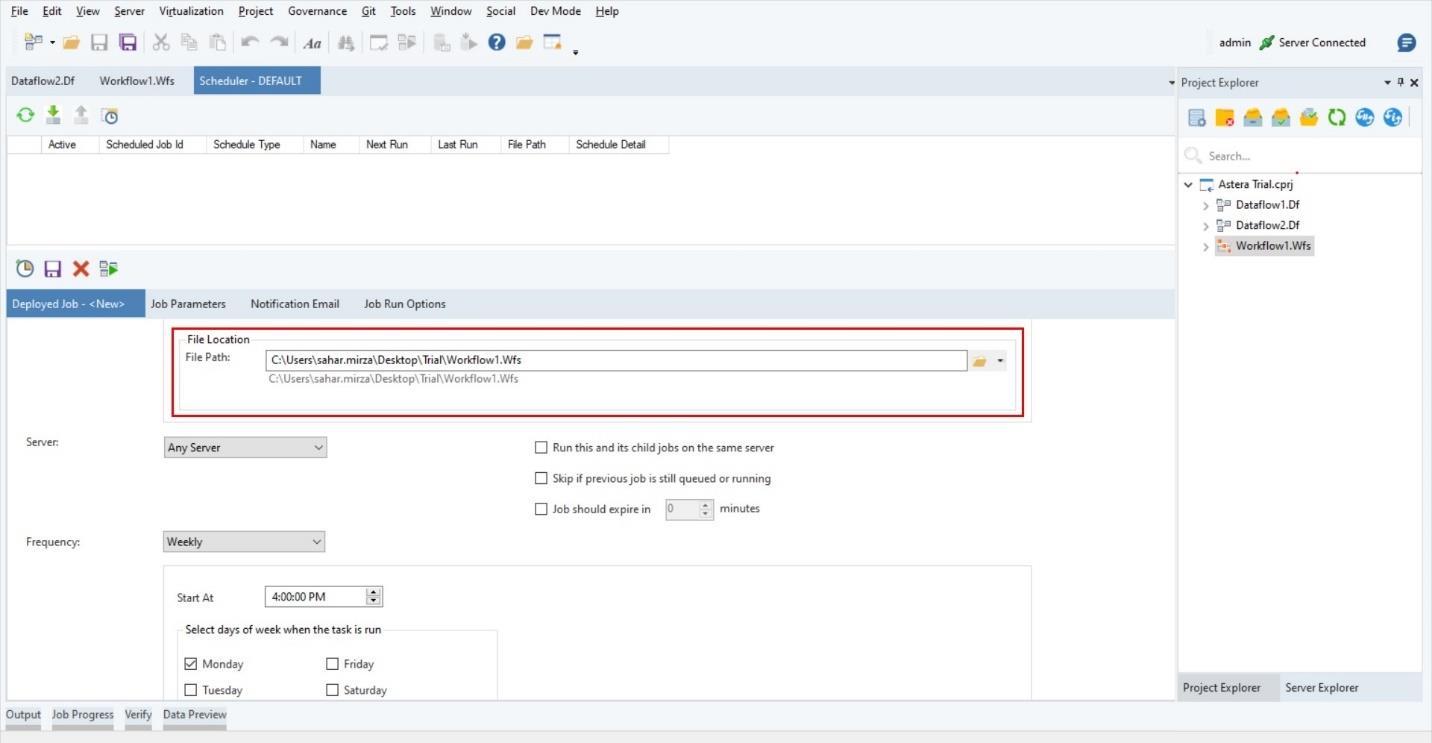 File Edit View Server Virtualization Project Governance Git Tools Window Social Dev Mode Help
Aa
admin Server Connected
Dataflow2.Df Workflow1.Wfs Scheduler - DEFAULT
Project Explorer
Active Scheduled Job Id Schedule Type Name Next Run Last Run File Path Schedule Detail
Search...
Astera Trial.cprj
Dataflow1.Df
Dataflow2.Df
Workflow1.Wfs
Deployed Job - <New> Job Parameters Notification Email Job Run Options
File Location
File Path: C:\Users\sahar.mirza\Desktop\Trial\Workflow1.Wfs
C:\Users\sahar.mirza\Desktop\Trial\Workflow1.Wfs
Server: Any Server Run this and its child jobs on the same server
Skip if previous job is still queued or running
Job should expire in 0 minutes
Frequency: Weekly
Start At 4:00:00 PM
Select days of week when the task is run
Monday Friday
Tuesday Saturday
Project Explorer Server Explorer
Output Job Progress Verify Data Preview